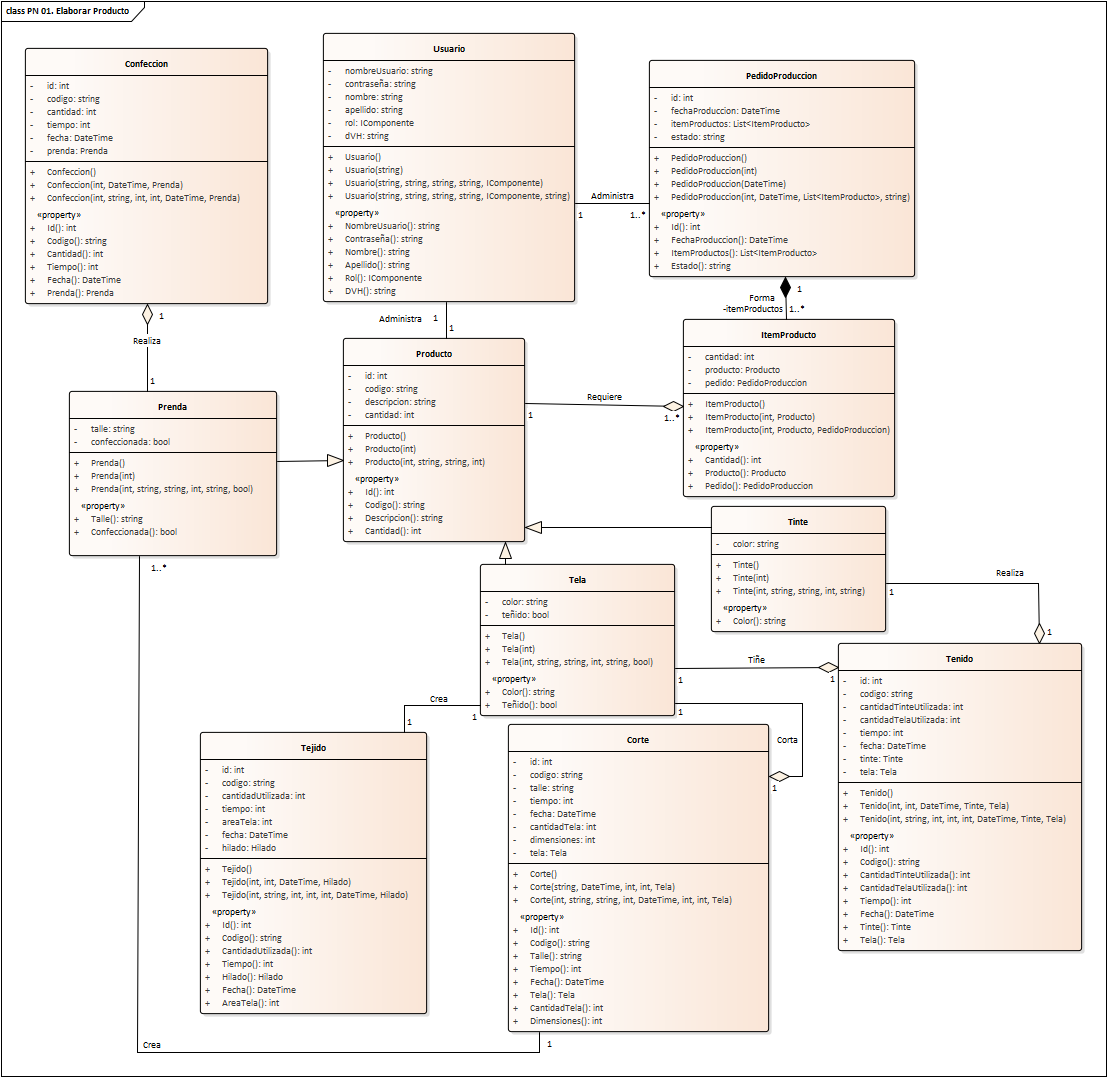 class PN 01. Elaborar Producto
Confeccion
- id: int
- codigo: string
- cantidad: int
- tiempo: int
- fecha: DateTime
- prenda: Prenda
+ Confeccion()
+ Confeccion(int, DateTime, Prenda)
+ Confeccion(int, string, int, int, DateTime, Prenda)
«property»
+ Id(): int
+ Codigo(): string
+ Cantidad(): int
+ Tiempo(): int
+ Fecha(): DateTime
+ Prenda(): Prenda
Usuario
- nombreUsuario: string
- contraseña: string
- nombre: string
- apellido: string
- rol: IComponente
- dVH: string
+ Usuario()
+ Usuario(string)
+ Usuario(string, string, string, string, IComponente)
+ Usuario(string, string, string, string, IComponente, string)
«property»
+ NombreUsuario(): string
+ Contraseña(): string
+ Nombre(): string
+ Apellido(): string
+ Rol(): IComponente
+ DVH(): string
Administra
1
1..*
PedidoProduccion
- id: int
- fechaProduccion: DateTime
- itemProductos: List<ItemProducto>
- estado: string
+ PedidoProduccion()
+ PedidoProduccion(int)
+ PedidoProduccion(DateTime)
+ PedidoProduccion(int, DateTime, List<ItemProducto>, string)
«property»
+ Id(): int
+ FechaProduccion(): DateTime
+ ItemProductos(): List<ItemProducto>
+ Estado(): string
1
Forma
-itemProductos
1..*
1
Realiza
1
Administra
1
1
Prenda
- talle: string
- confeccionada: bool
+ Prenda()
+ Prenda(int)
+ Prenda(int, string, string, int, string, bool)
«property»
+ Talle(): string
+ Confeccionada(): bool
1..*
Producto
- id: int
- codigo: string
- descripcion: string
- cantidad: int
+ Producto()
+ Producto(int)
+ Producto(int, string, string, int)
«property»
+ Id(): int
+ Codigo(): string
+ Descripcion(): string
+ Cantidad(): int
Requiere
1
1..*
ItemProducto
- cantidad: int
- producto: Producto
- pedido: PedidoProduccion
+ ItemProducto()
+ ItemProducto(int, Producto)
+ ItemProducto(int, Producto, PedidoProduccion)
«property»
+ Cantidad(): int
+ Producto(): Producto
+ Pedido(): PedidoProduccion
Tinte
- color: string
+ Tinte()
+ Tinte(int)
+ Tinte(int, string, string, int, string)
«property»
+ Color(): string
Realiza
1
1
Tela
- color: string
- teñido: bool
+ Tela()
+ Tela(int)
+ Tela(int, string, string, int, string, bool)
«property»
+ Color(): string
+ Teñido(): bool
Tiñe
1
1
Crea
1
1
1
Corta
1
Tenido
- id: int
- codigo: string
- cantidadTinteUtilizada: int
- cantidadTelaUtilizada: int
- tiempo: int
- fecha: DateTime
- tinte: Tinte
- tela: Tela
+ Tenido()
+ Tenido(int, int, DateTime, Tinte, Tela)
+ Tenido(int, string, int, int, int, DateTime, Tinte, Tela)
«property»
+ Id(): int
+ Codigo(): string
+ CantidadTinteUtilizada(): int
+ CantidadTelaUtilizada(): int
+ Tiempo(): int
+ Fecha(): DateTime
+ Tinte(): Tinte
+ Tela(): Tela
Tejido
- id: int
- codigo: string
- cantidadUtilizada: int
- tiempo: int
- areaTela: int
- fecha: DateTime
- hilado: Hilado
+ Tejido()
+ Tejido(int, int, DateTime, Hilado)
+ Tejido(int, string, int, int, int, DateTime, Hilado)
«property»
+ Id(): int
+ Codigo(): string
+ CantidadUtilizada(): int
+ Tiempo(): int
+ Hilado(): Hilado
+ Fecha(): DateTime
+ AreaTela(): int
Corte
- id: int
- codigo: string
- talle: string
- tiempo: int
- fecha: DateTime
- cantidadTela: int
- dimensiones: int
- tela: Tela
+ Corte()
+ Corte(string, DateTime, int, int, Tela)
+ Corte(int, string, string, int, DateTime, int, int, Tela)
«property»
+ Id(): int
+ Codigo(): string
+ Talle(): string
+ Tiempo(): int
+ Fecha(): DateTime
+ Tela(): Tela
+ CantidadTela(): int
+ Dimensiones(): int
Crea
1